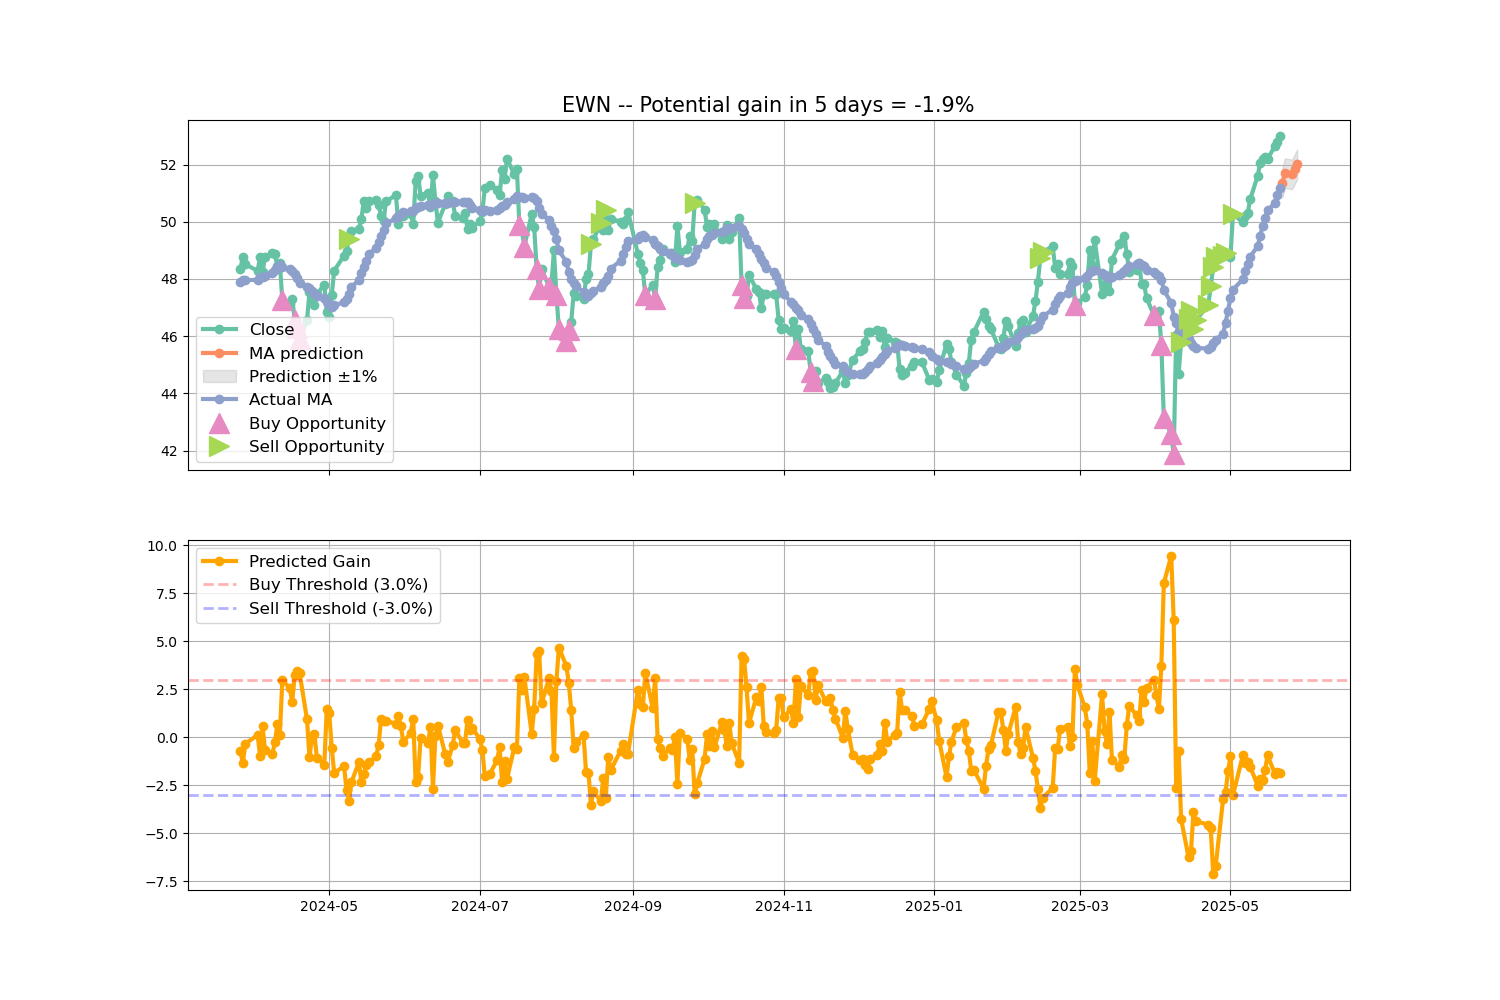 EWN -- Potential gain in 5 days = -1.9%
52
50
48
46
44
42
Close
MA prediction
Prediction ±1%
Actual MA
Buy Opportunity
Sell Opportunity
10.0
7.5
5.0
2.5
0.0
−2.5
−5.0
−7.5
Predicted Gain
Buy Threshold (3.0%)
Sell Threshold (-3.0%)
2024-05 2024-07 2024-09 2024-11 2025-01 2025-03 2025-05